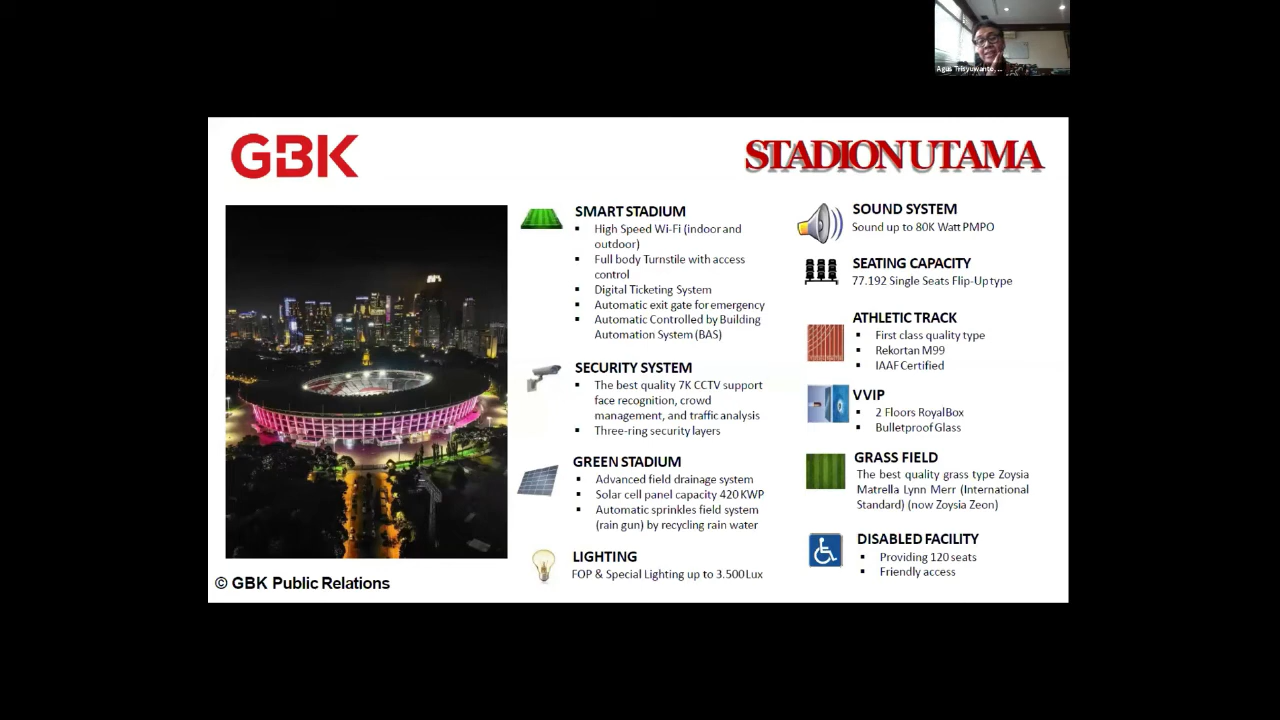 Agus Trisyuwanto, ...
GBK
STADION UTAMA
SMART STADIUM
▪ High Speed Wi-Fi (indoor and
outdoor)
▪ Full body Turnstile with access
control
▪ Digital Ticketing System
▪ Automatic exit gate for emergency
▪ Automatic Controlled by Building
Automation System (BAS)
SECURITY SYSTEM
▪ The best quality 7K CCTV support
face recognition, crowd
management, and traffic analysis
▪ Three-ring security layers
GREEN STADIUM
▪ Advanced field drainage system
▪ Solar cell panel capacity 420 KWP
▪ Automatic sprinkles field system
(rain gun) by recycling rain water
LIGHTING
FOP & Special Lighting up to 3.500 Lux
SOUND SYSTEM
Sound up to 80K Watt PMPO
SEATING CAPACITY
77.192 Single Seats Flip-Up type
ATHLETIC TRACK
▪ First class quality type
▪ Rekortan M99
▪ IAAF Certified
VVIP
▪ 2 Floors Royal Box
▪ Bulletproof Glass
GRASS FIELD
The best quality grass type Zoysia
Matrella Lynn Merr (International
Standard) (now Zoysia Zeon)
DISABLED FACILITY
▪ Providing 120 seats
▪ Friendly access
© GBK Public Relations